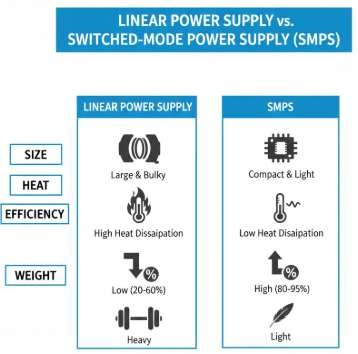 LINEAR POWER SUPPLY vs.
SWITCHED-MODE POWER SUPPLY (SMPS)
LINEAR POWER SUPPLY
SMPS
SIZE
Large & Bulky
Compact & Light
HEAT
High Heat Dissaipation
Low Heat Disaipation
EFFICIENCY
%
Low (20-60%)
%
High (80-95%)
WEIGHT
Heavy
Light